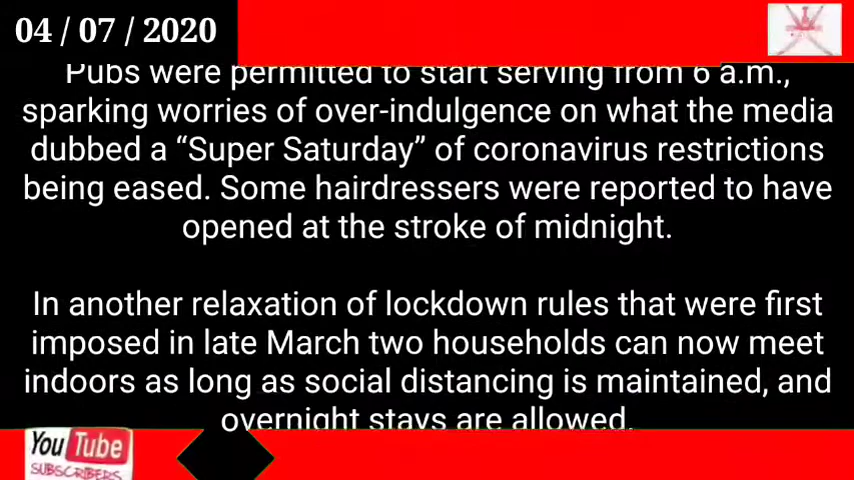 04 / 07 / 2020
Pubs were permitted to start serving from 6 a.m.,
sparking worries of over-indulgence on what the media
dubbed a “Super Saturday” of coronavirus restrictions
being eased. Some hairdressers were reported to have
opened at the stroke of midnight.
In another relaxation of lockdown rules that were first
imposed in late March two households can now meet
indoors as long as social distancing is maintained, and
overnight stays are allowed.
You Tube
SUBSCRIBERS